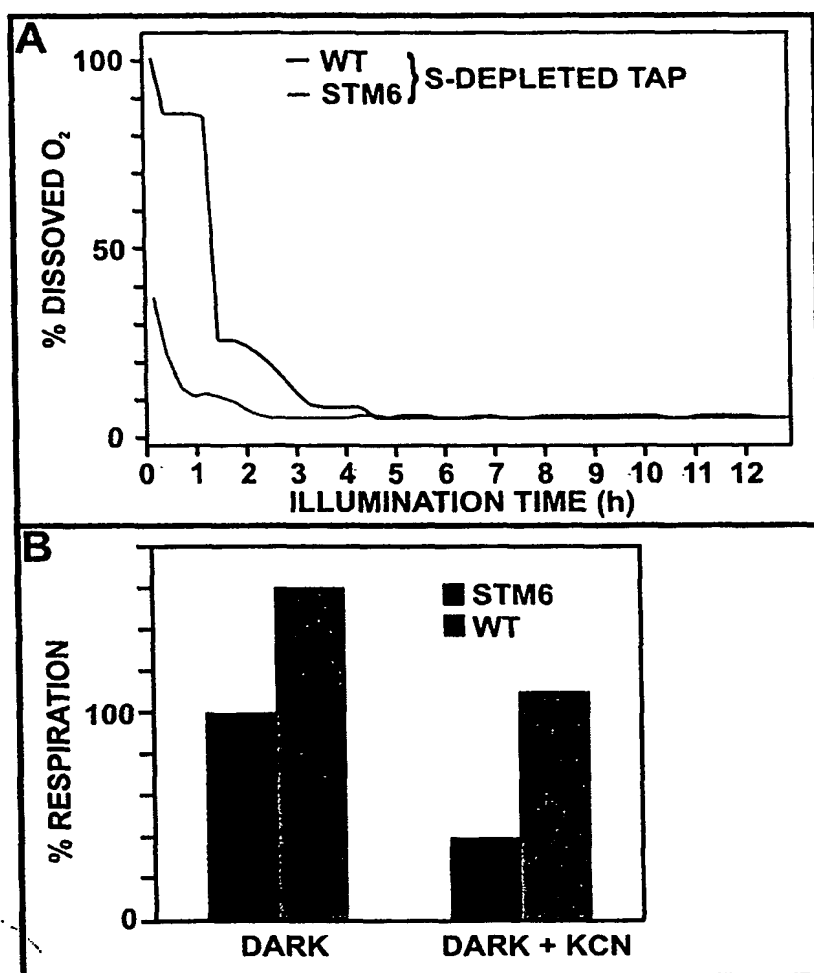 A
100
50
0
% DISSOVED O₂
— WT
— STM6
} S-DEPLETED TAP
0 1 2 3 4 5 6 7 8 9 10 11 12
ILLUMINATION TIME (h)
B
100
0
% RESPIRATION
STM6
WT
DARK
DARK + KCN